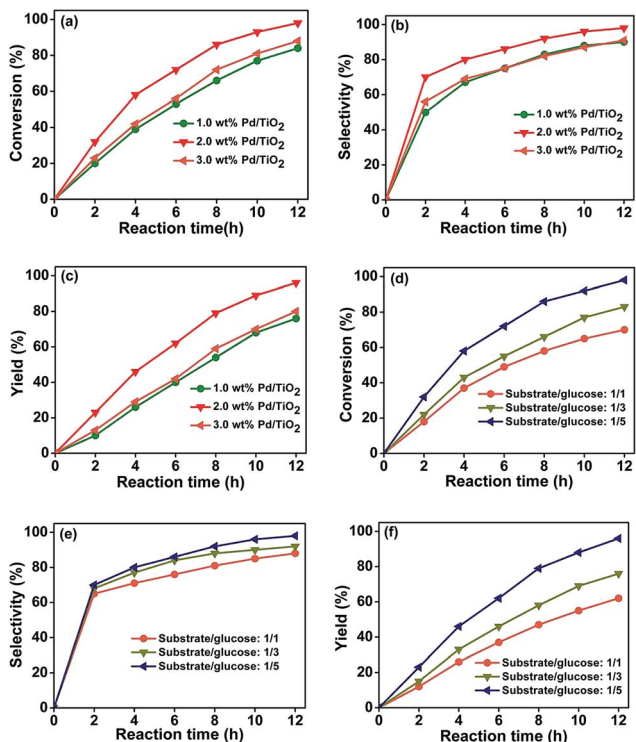 (a)
100
80
60
40
20
0
Conversion (%)
1.0 wt% Pd/TiO2
2.0 wt% Pd/TiO2
3.0 wt% Pd/TiO2
0 2 4 6 8 10 12
Reaction time(h)
(b)
100
80
60
40
20
0
Selectivity (%)
1.0 wt% Pd/TiO2
2.0 wt% Pd/TiO2
3.0 wt% Pd/TiO2
0 2 4 6 8 10 12
Reaction time (h)
(c)
100
80
60
40
20
0
Yield (%)
1.0 wt% Pd/TiO2
2.0 wt% Pd/TiO2
3.0 wt% Pd/TiO2
0 2 4 6 8 10 12
Reaction time (h)
(d)
100
80
60
40
20
0
Conversion (%)
Substrate/glucose: 1/1
Substrate/glucose: 1/3
Substrate/glucose: 1/5
0 2 4 6 8 10 12
Reaction time (h)
(e)
100
80
60
40
20
0
Selectivity (%)
Substrate/glucose: 1/1
Substrate/glucose: 1/3
Substrate/glucose: 1/5
0 2 4 6 8 10 12
Reaction time (h)
(f)
100
80
60
40
20
0
Yield (%)
Substrate/glucose: 1/1
Substrate/glucose: 1/3
Substrate/glucose: 1/5
0 2 4 6 8 10 12
Reaction time (h)